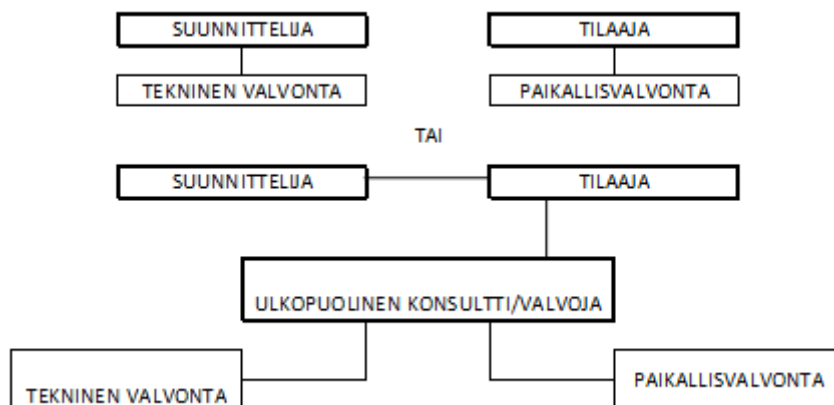 SUUNNITTELIJA
TILAAJA
TEKNINEN VALVONTA
PAIKALLISVALVONTA
TAI
SUUNNITTELIJA
TILAAJA
ULKOPUOLINEN KONSULTTI/VALVOJA
TEKNINEN VALVONTA
PAIKALLISVALVONTA